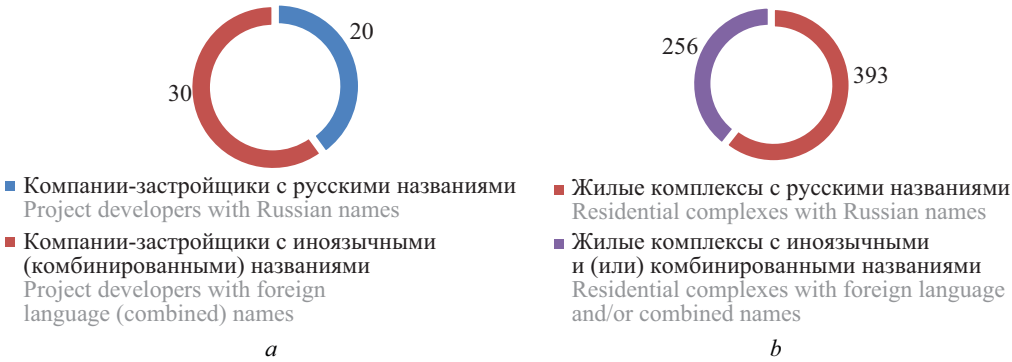 20
30
Компании-застройщики с русскими названиями
Project developers with Russian names
Компании-застройщики с иноязычными
(комбинированными) названиями
Project developers with foreign
language (combined) names
a
256
393
Жилые комплексы с русскими названиями
Residential complexes with Russian names
Жилые комплексы с иноязычными
и (или) комбинированными названиями
Residential complexes with foreign language
and/or combined names
b